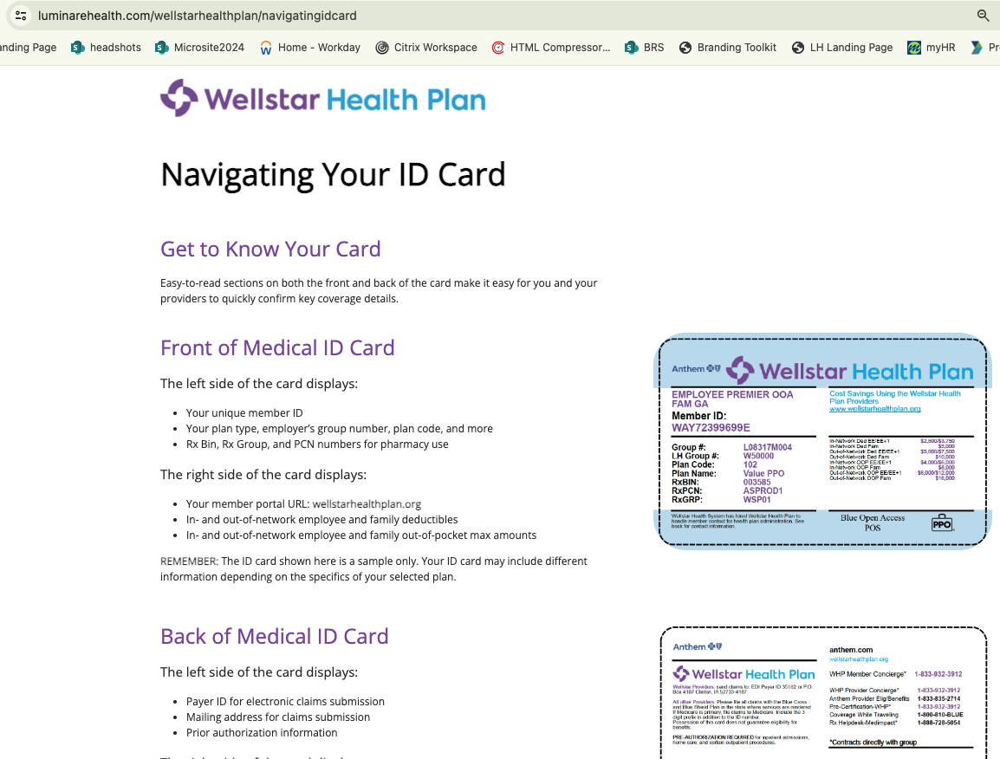 luminarehealth.com/wellstarhealthplan/navigatingidcard
anding Page headshots Microsite2024 Home - Workday Citrix Workspace HTML Compressor... BRS Branding Toolkit LH Landing Page myHR Pr
Wellstar Health Plan
Navigating Your ID Card
Get to Know Your Card
Easy-to-read sections on both the front and back of the card make it easy for you and your
providers to quickly confirm key coverage details.
Front of Medical ID Card
The left side of the card displays:
• Your unique member ID
• Your plan type, employer's group number, plan code, and more
• Rx Bin, Rx Group, and PCN numbers for pharmacy use
The right side of the card displays:
• Your member portal URL: wellstarhealthplan.org
• In- and out-of-network employee and family deductibles
• In- and out-of-network employee and family out-of-pocket max amounts
REMEMBER: The ID card shown here is a sample only. Your ID card may include different
information depending on the specifics of your selected plan.
Anthem Wellstar Health Plan
EMPLOYEE PREMIER OOA
FAM GA
Member ID:
WAY72399699E
Group #: L08317M004
LH Group #: W50000
Plan Code: 102
Plan Name: Value PPO
RxBIN: 003585
RxPCN: ASPROD1
RxGRP: WSP01
Wellstar Health System has hired Wellstar Health Plan to
handle member contact for health plan administration. See
back for contact information.
Cost Savings Using the Wellstar Health
Plan Providers
www.wellstarhealthplan.org
In-Network Ded EE/EE+1 $2,500/$3,750
In-Network Ded Fam $5,000
Out-of-Network Ded EE/EE+1 $5,000/$7,500
Out-of-Network Ded Fam $10,000
In-Network OOP EE/EE+1 $4,000/$6,000
In-Network OOP Fam $8,000
Out-of-Network OOP EE/EE+1 $8,000/$12,000
Out-of-Network OOP Fam $16,000
Blue Open Access
POS
PPO
Back of Medical ID Card
The left side of the card displays:
• Payer ID for electronic claims submission
• Mailing address for claims submission
• Prior authorization information
Anthem
Wellstar Health Plan
Wellstar Providers: send claims to: EDI Payer ID 35182 or P.O.
Box 4187 Clinton, IA 52733-4187.
All other Providers: Please file all claims with the Blue Cross
and Blue Shield Plan in the state where services are rendered.
If Medicare is primary, file claims to Medicare. Include the 3
digit prefix in addition to the ID number.
Possession of this card does not guarantee eligibility for
benefits.
PRE-AUTHORIZATION REQUIRED for inpatient admissions,
home care, and certain outpatient procedures.
anthem.com
wellstarhealthplan.org
WHP Member Concierge* 1-833-932-3912
WHP Provider Concierge* 1-833-932-3912
Anthem Provider Elig/Benefits 1-833-835-2714
Pre-Certification-WHP* 1-833-932-3912
Coverage While Traveling 1-800-810-BLUE
Rx Helpdesk-Medimpact* 1-888-728-5054
*Contracts directly with group